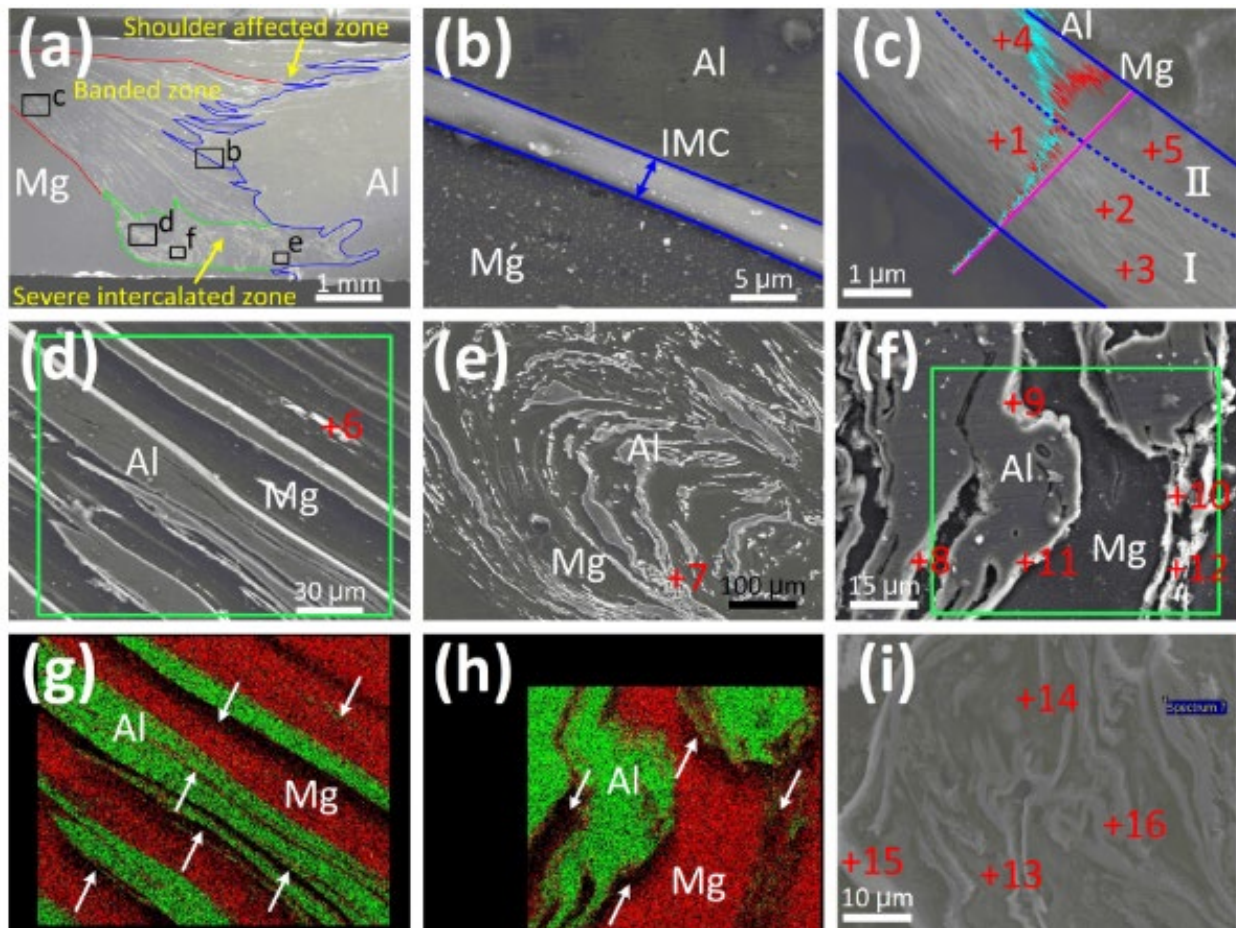 (a)
Shoulder affected zone
Banded zone
c
b
Mg
Al
d
f
e
Severe intercalated zone
1 mm
(b)
Al
IMC
Mg
5 µm
(c)
Al
+4
Mg
+1
+5
II
+2
+3
I
1 µm
(d)
+6
Al
Mg
30 µm
(e)
Al
Mg
+7
100 µm
(f)
+9
Al
+10
Mg
+8
+11
+12
15 µm
(g)
Al
Mg
(h)
Al
Mg
(i)
+14
Spectrum 7
+16
+15
+13
10 µm